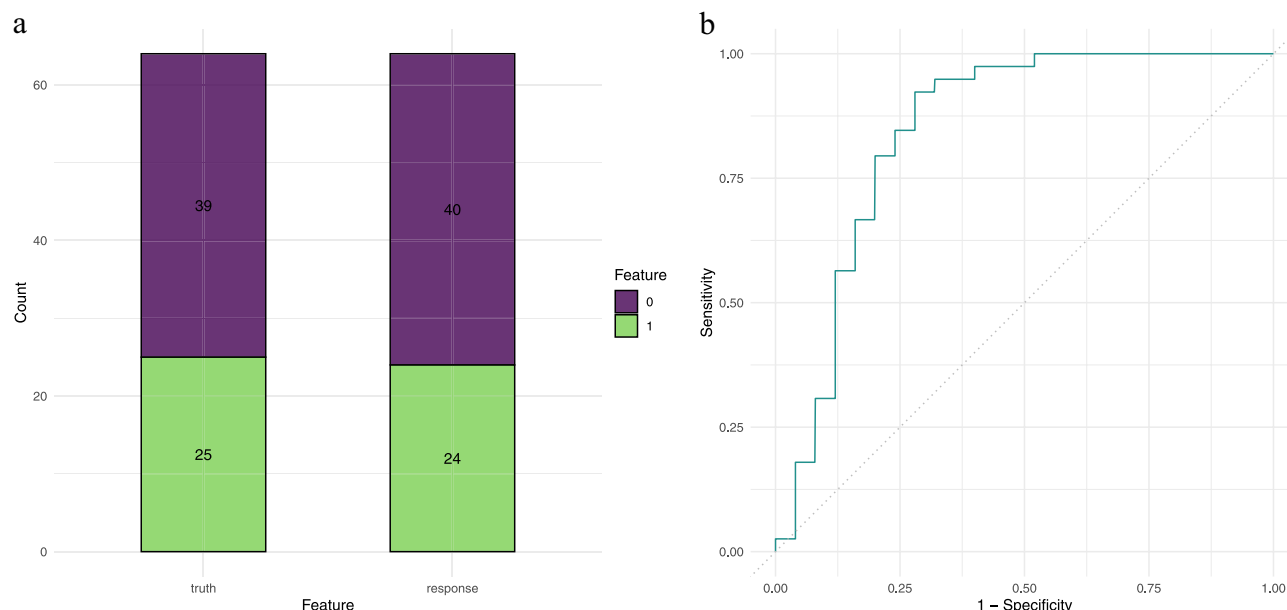 a
60
40
20
0
Count
39
40
25
24
truth
response
Feature
Feature
0
1
b
1.00
0.75
0.50
0.25
0.00
Sensitivity
0.00
0.25
0.50
0.75
1.00
1 − Specificity